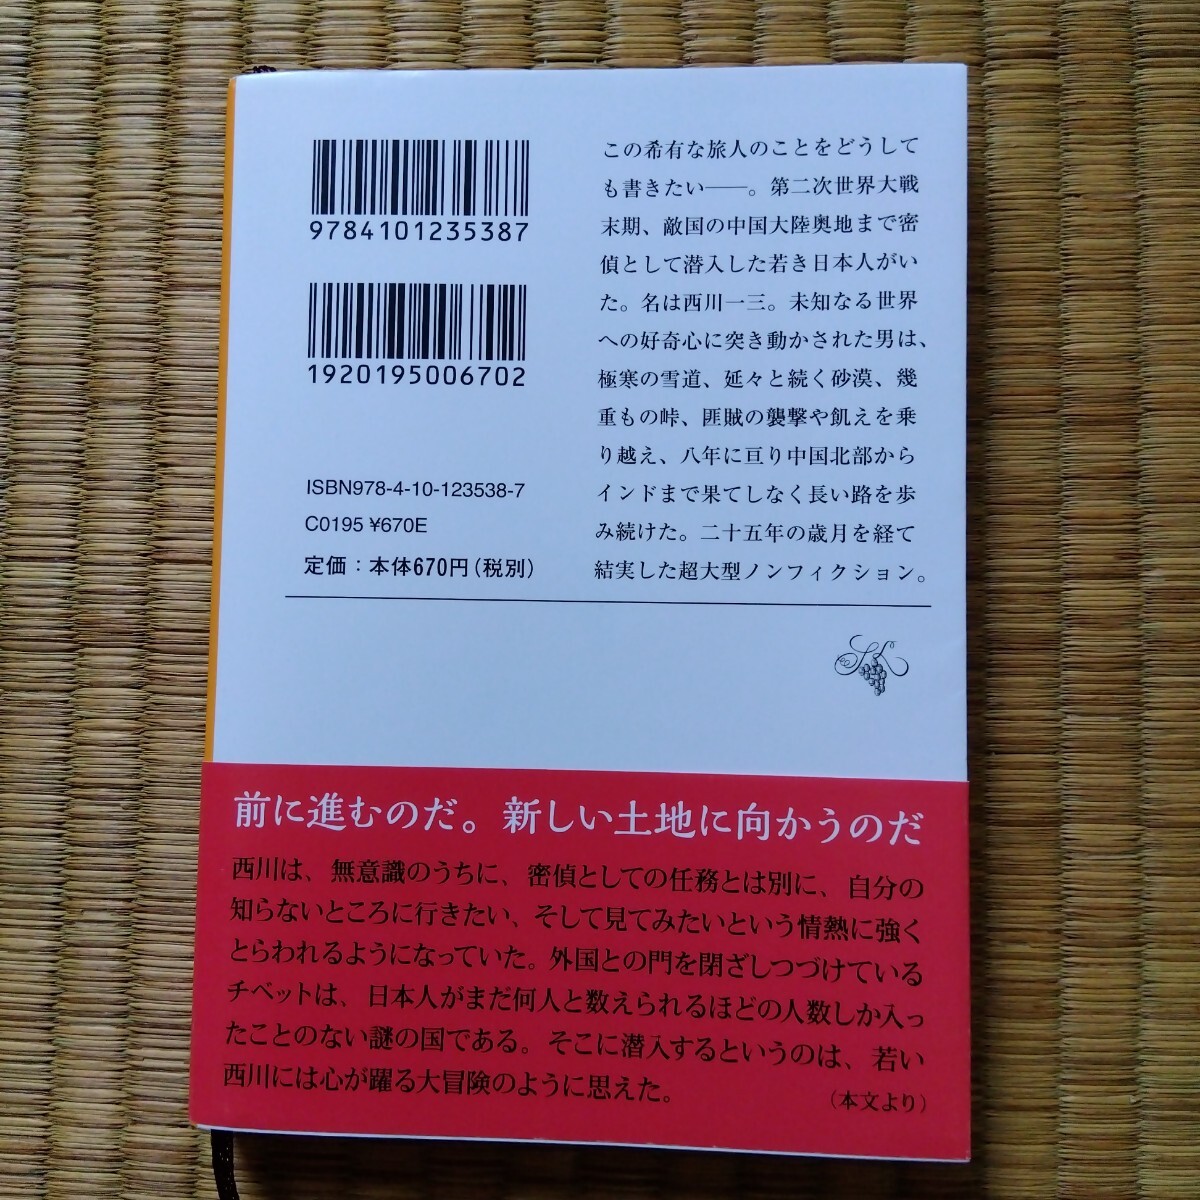 9784101235387
1920195006702
ISBN978-4-10-123538-7
C0195 ¥670E
定価：本体670円（税別）
この希有な旅人のことをどうして
も書きたい――。第二次世界大戦
末期、敵国の中国大陸奥地まで密
偵として潜入した若き日本人がい
た。名は西川一三。未知なる世界
への好奇心に突き動かされた男は、
極寒の雪道、延々と続く砂漠、幾
重もの峠、匪賊の襲撃や飢えを乗
り越え、八年に亘り中国北部から
インドまで果てしなく長い路を歩
み続けた。二十五年の歳月を経て
結実した超大型ノンフィクション。
前に進むのだ。新しい土地に向かうのだ
西川は、無意識のうちに、密偵としての任務とは別に、自分の
知らないところに行きたい、そして見てみたいという情熱に強く
とらわれるようになっていた。外国との門を閉ざしつづけている
チベットは、日本人がまだ何人と数えられるほどの人数しか入っ
たことのない謎の国である。そこに潜入するというのは、若い
西川には心が躍る大冒険のように思えた。
（本文より）